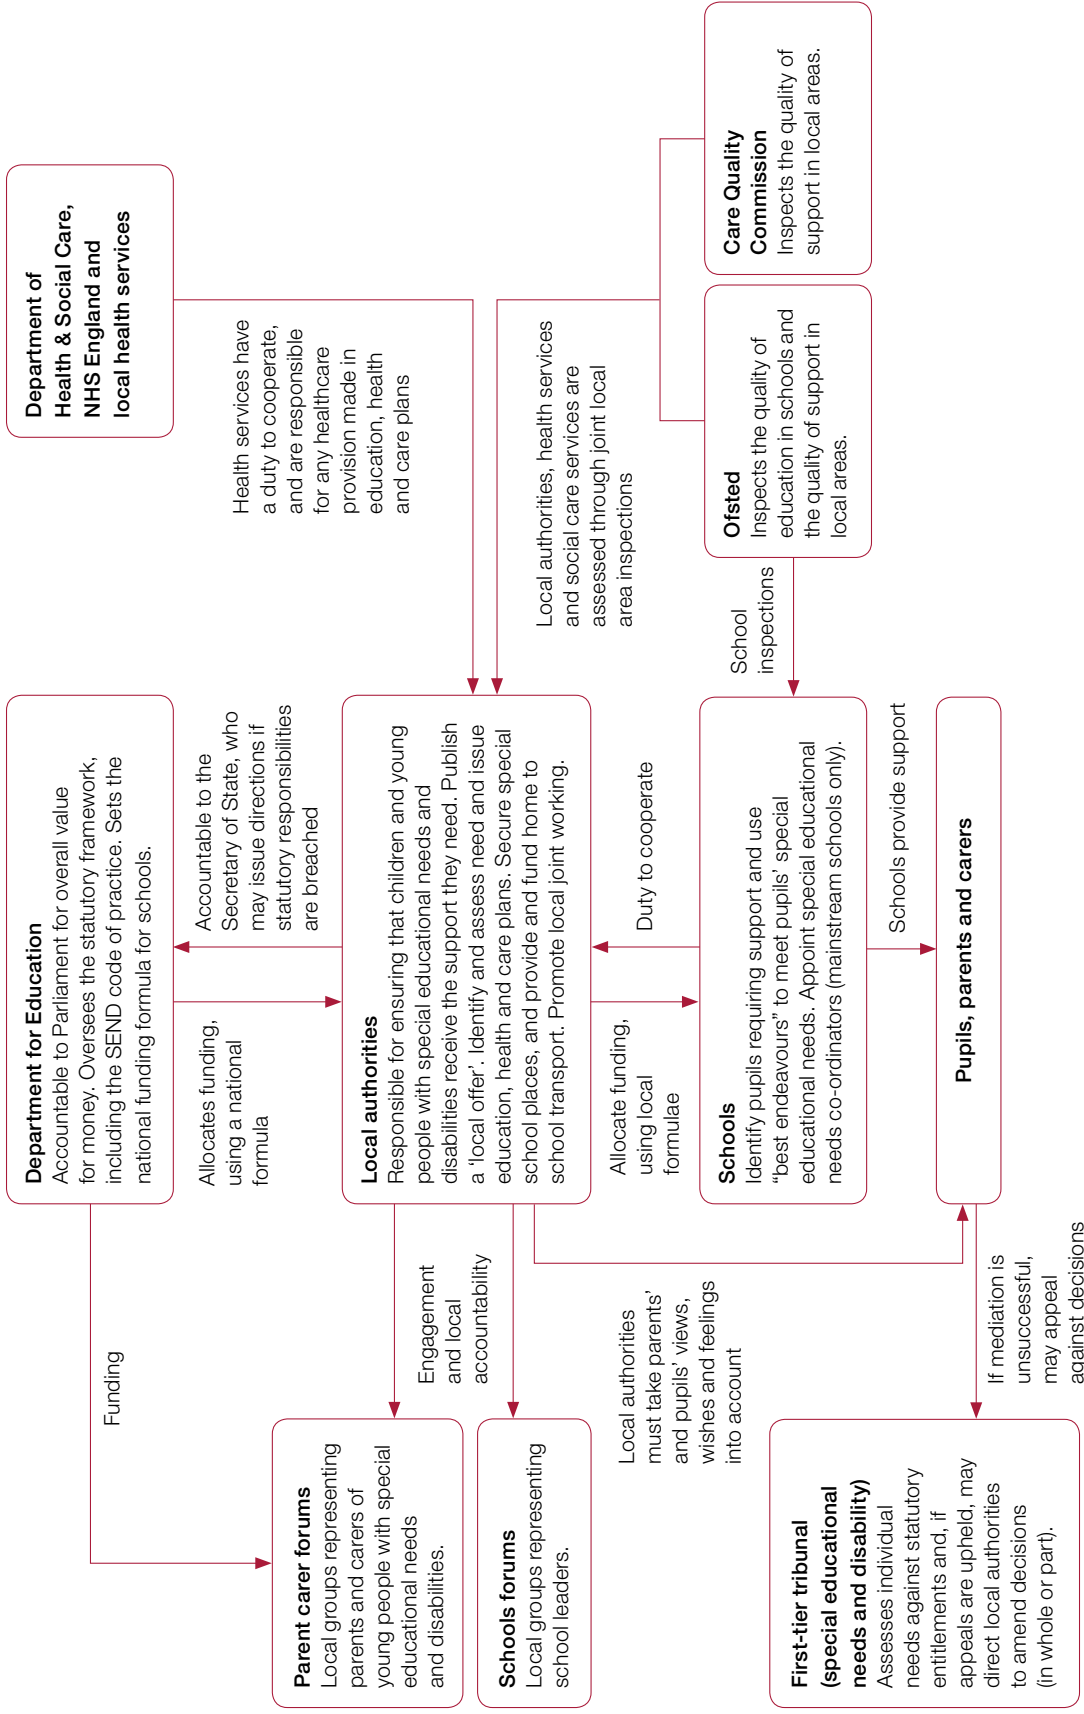 Department for Education
Accountable to Parliament for overall value
for money. Oversees the statutory framework,
including the SEND code of practice. Sets the
national funding formula for schools.
Department of
Health & Social Care,
NHS England and
local health services
Funding
Allocates funding,
using a national
formula
Accountable to the
Secretary of State, who
may issue directions if
statutory responsibilities
are breached
Health services have
a duty to cooperate,
and are responsible
for any healthcare
provision made in
education, health
and care plans
Parent carer forums
Local groups representing
parents and carers of
young people with special
educational needs
and disabilities.
Engagement
and local
accountability
Local authorities
Responsible for ensuring that children and young
people with special educational needs and
disabilities receive the support they need. Publish
a ‘local offer’. Identify and assess need and issue
education, health and care plans. Secure special
school places, and provide and fund home to
school transport. Promote local joint working.
Local authorities, health services
and social care services are
assessed through joint local
area inspections
Schools forums
Local groups representing
school leaders.
Local authorities
must take parents’
and pupils’ views,
wishes and feelings
into account
Allocate funding,
using local
formulae
Duty to cooperate
Schools
Identify pupils requiring support and use
“best endeavours” to meet pupils’ special
educational needs. Appoint special educational
needs co-ordinators (mainstream schools only).
School
inspections
Ofsted
Inspects the quality of
education in schools and
the quality of support in
local areas.
Care Quality
Commission
Inspects the quality of
support in local areas.
First-tier tribunal
(special educational
needs and disability)
Assesses individual
needs against statutory
entitlements and, if
appeals are upheld, may
direct local authorities
to amend decisions
(in whole or part).
Schools provide support
Pupils, parents and carers
If mediation is
unsuccessful,
may appeal
against decisions